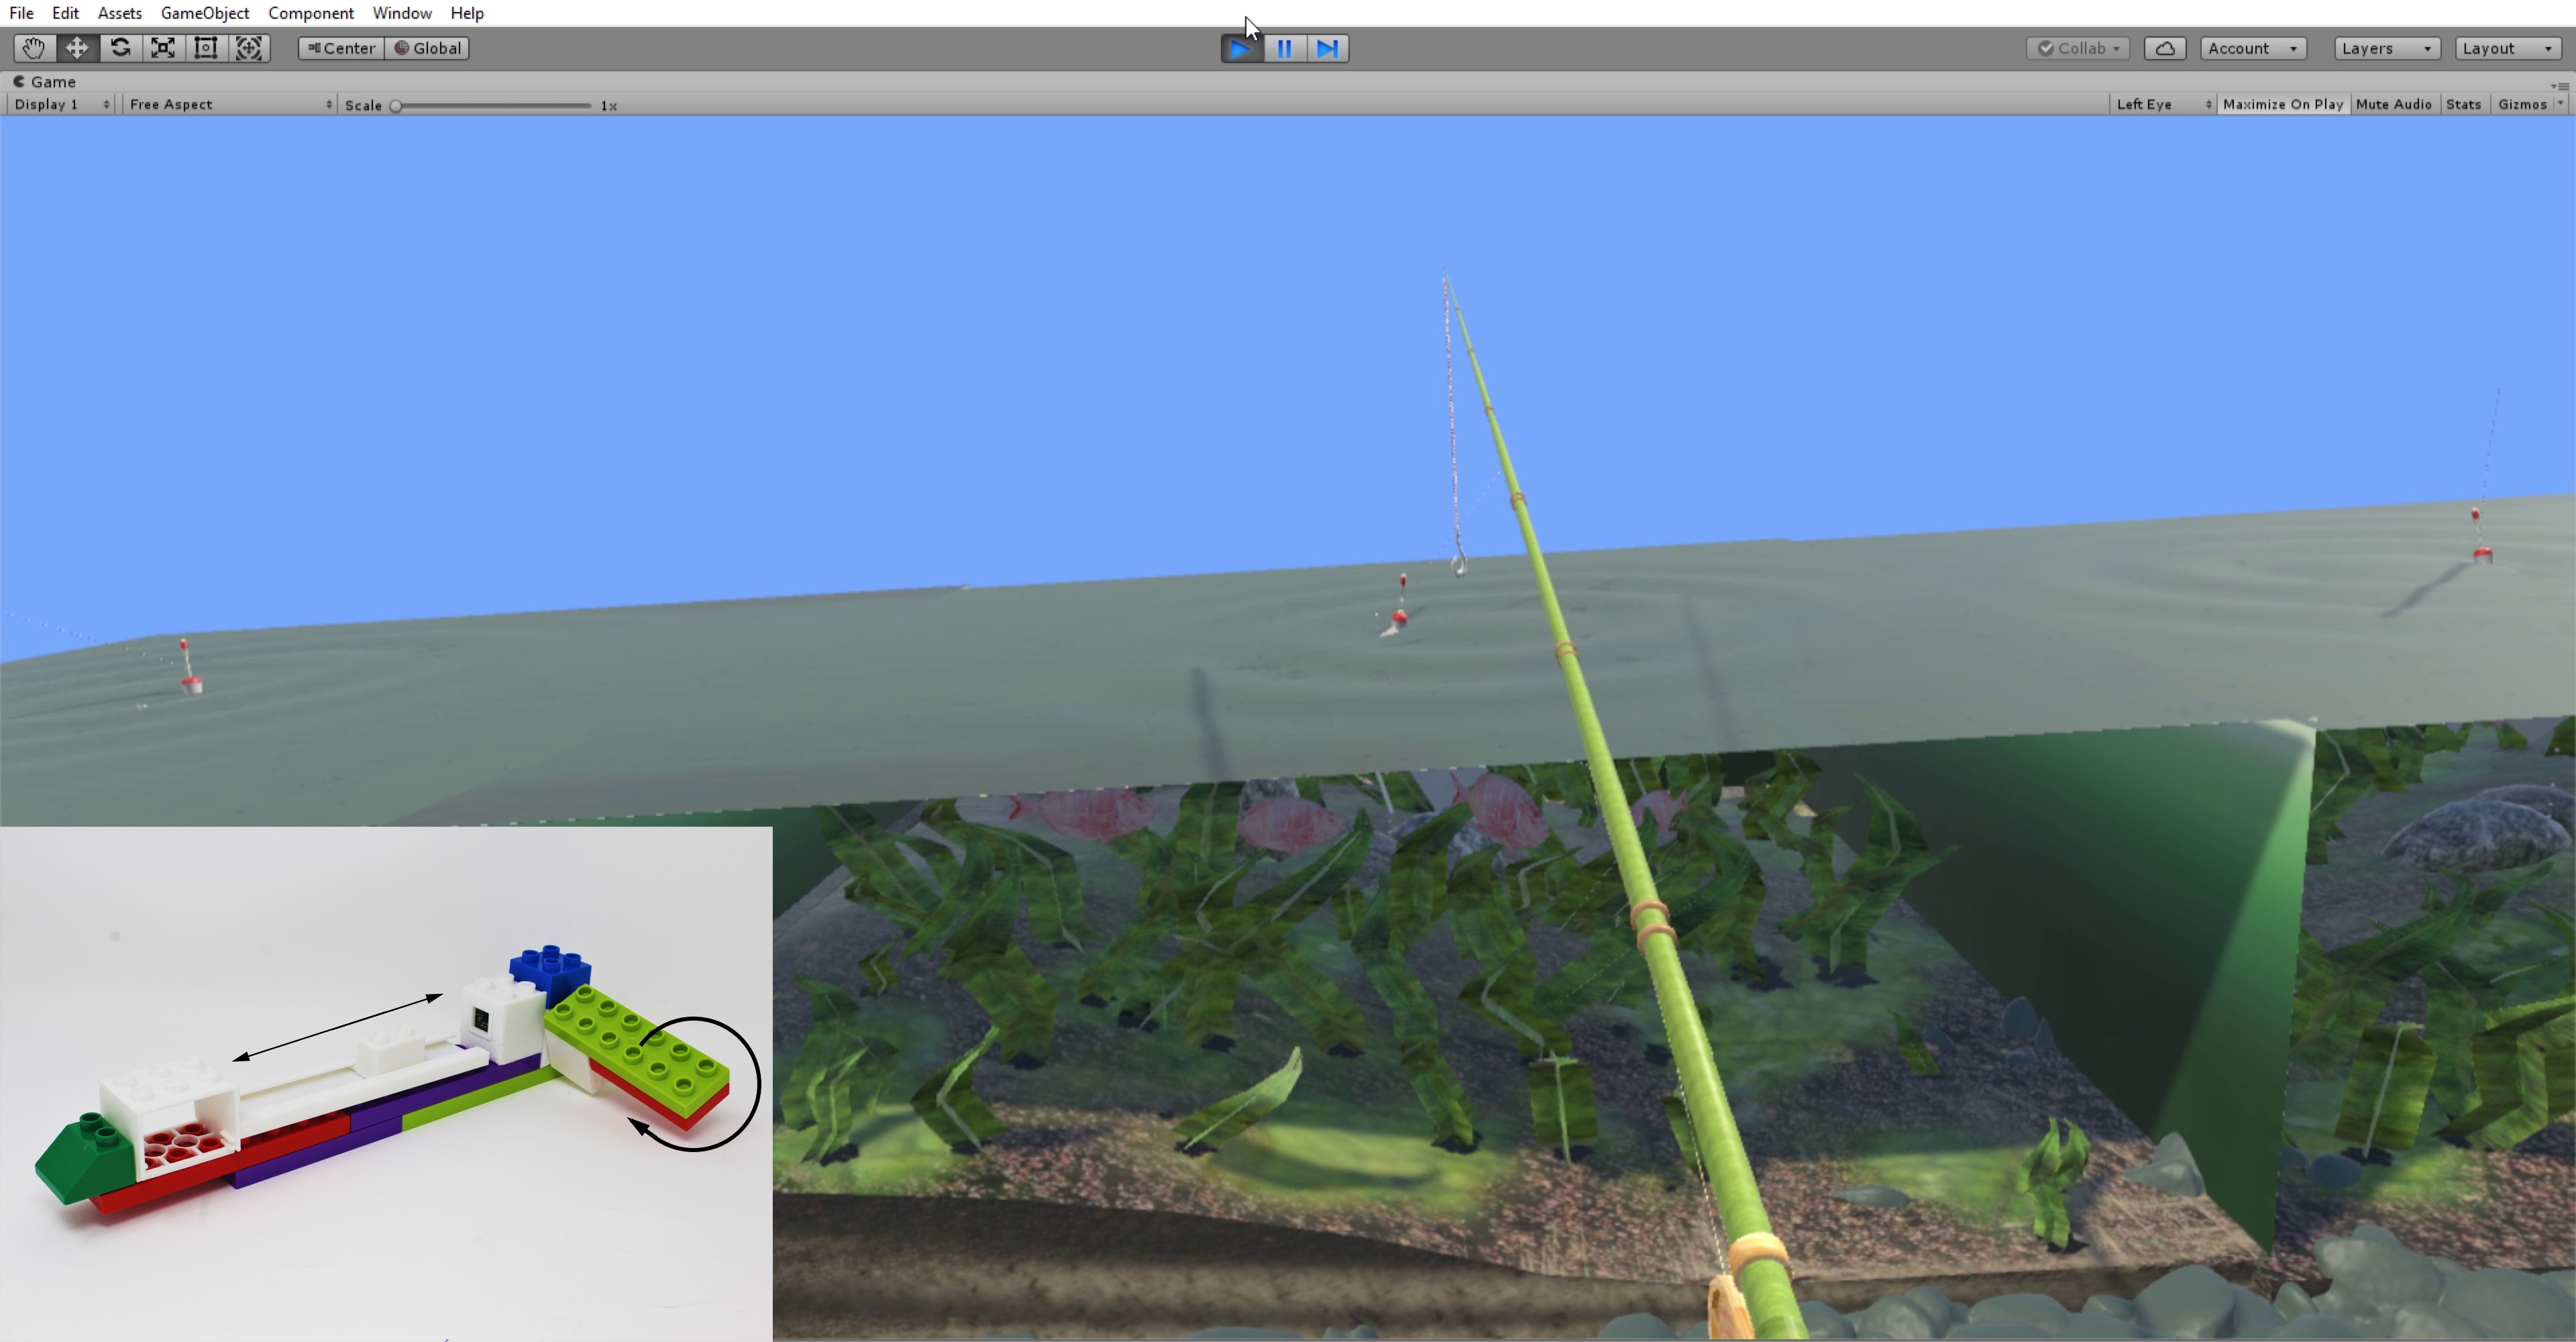 File Edit Assets GameObject Component Window Help
Center Global Collab Account Layers Layout
Game
Display 1 Free Aspect Scale 1x Left Eye Maximize On Play Mute Audio Stats Gizmos